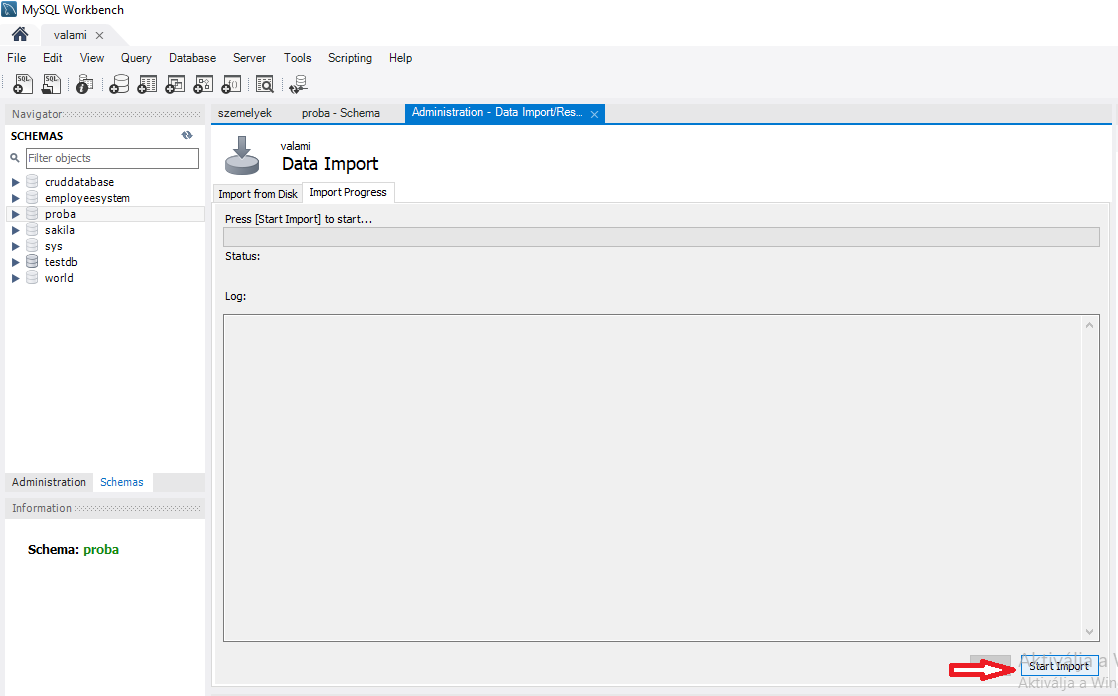 MySQL Workbench
valami
File Edit View Query Database Server Tools Scripting Help
Navigator
SCHEMAS
Filter objects
cruddatabase
employeesystem
proba
sakila
sys
testdb
world
Administration Schemas
Information
Schema: proba
szemelyek proba - Schema Administration - Data Import/Res...
valami
Data Import
Import from Disk Import Progress
Press [Start Import] to start...
Status:
Log:
Aktiválja a W
Start Import
Aktiválja a Win